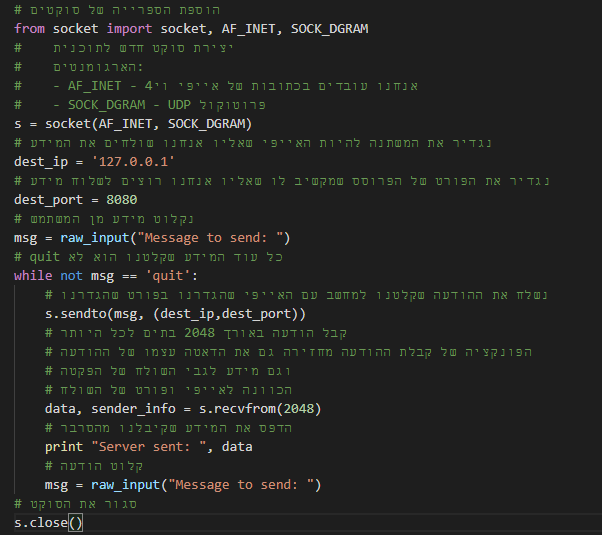 # הוספת הספרייה של סוקטים
from socket import socket, AF_INET, SOCK_DGRAM
# יצירת סוקט חדש לתוכנית
# הארגומנטים:
# - AF_INET - אנחנו עובדים בכתובות של אייפי וי4
# - SOCK_DGRAM - UDP פרוטוקול
s = socket(AF_INET, SOCK_DGRAM)
# נגדיר את המשתנה להיות האייפי שאליו אנחנו שולחים את המידע
dest_ip = '127.0.0.1'
# נגדיר את הפורט של הפרוסס שמקשיב לו שאליו אנחנו רוצים לשלוח מידע
dest_port = 8080
# נקלוט מידע מן המשתמש
msg = raw_input("Message to send: ")
# quit כל עוד המידע שקלטנו הוא לא
while not msg == 'quit':
# נשלח את ההודעה שקלטנו למחשב עם האייפי שהגדרנו בפורט שהגדרנו
s.sendto(msg, (dest_ip,dest_port))
# קבל הודעה באורך 2048 בתים לכל היותר
# הפונקציה של קבלת ההודעה מחזירה גם את הדאטה עצמו של ההודעה
# וגם מידע לגבי השולח של הפקטה
# הכוונה לאייפי ופורט של השולח
data, sender_info = s.recvfrom(2048)
# הדפס את המידע שקיבלנו מהסרבר
print "Server sent: ", data
# קלוט הודעה
msg = raw_input("Message to send: ")
# סגור את הסוקט
s.close()